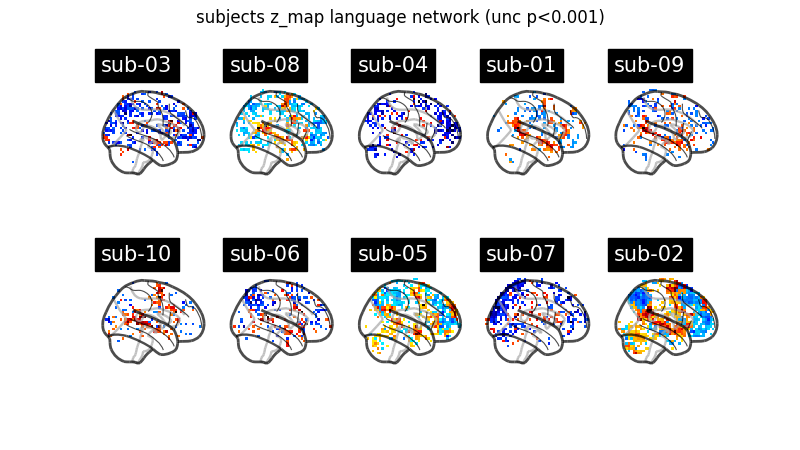 subjects z_map language network (unc p<0.001)
sub-03 sub-08 sub-04 sub-01 sub-09
sub-10 sub-06 sub-05 sub-07 sub-02